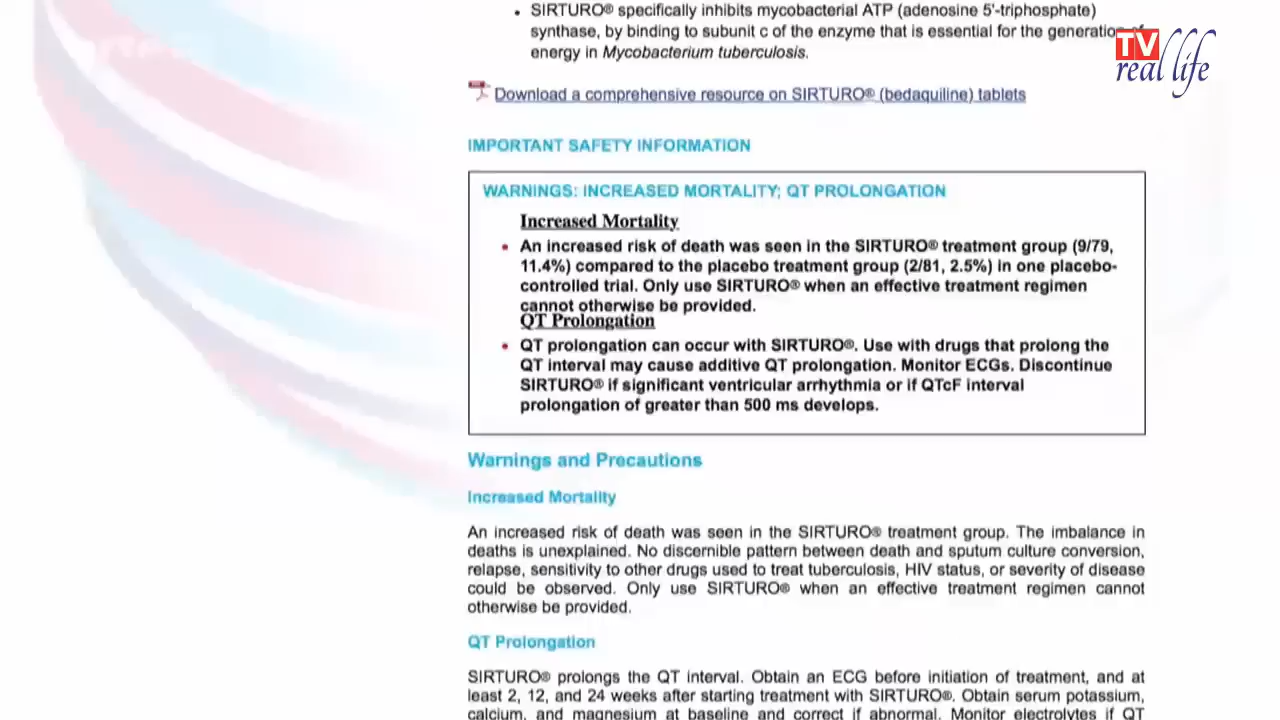 • SIRTURO® specifically inhibits mycobacterial ATP (adenosine 5'-triphosphate)
synthase, by binding to subunit c of the enzyme that is essential for the generation of
energy in Mycobacterium tuberculosis.
TV
real life
Download a comprehensive resource on SIRTURO® (bedaquiline) tablets
IMPORTANT SAFETY INFORMATION
WARNINGS: INCREASED MORTALITY; QT PROLONGATION
Increased Mortality
• An increased risk of death was seen in the SIRTURO® treatment group (9/79,
11.4%) compared to the placebo treatment group (2/81, 2.5%) in one placebo-
controlled trial. Only use SIRTURO® when an effective treatment regimen
cannot otherwise be provided.
QT Prolongation
• QT prolongation can occur with SIRTURO®. Use with drugs that prolong the
QT interval may cause additive QT prolongation. Monitor ECGs. Discontinue
SIRTURO® if significant ventricular arrhythmia or if QTcF interval
prolongation of greater than 500 ms develops.
Warnings and Precautions
Increased Mortality
An increased risk of death was seen in the SIRTURO® treatment group. The imbalance in
deaths is unexplained. No discernible pattern between death and sputum culture conversion,
relapse, sensitivity to other drugs used to treat tuberculosis, HIV status, or severity of disease
could be observed. Only use SIRTURO® when an effective treatment regimen cannot
otherwise be provided.
QT Prolongation
SIRTURO® prolongs the QT interval. Obtain an ECG before initiation of treatment, and at
least 2, 12, and 24 weeks after starting treatment with SIRTURO®. Obtain serum potassium,
calcium, and magnesium at baseline and correct if abnormal. Monitor electrolytes if QT